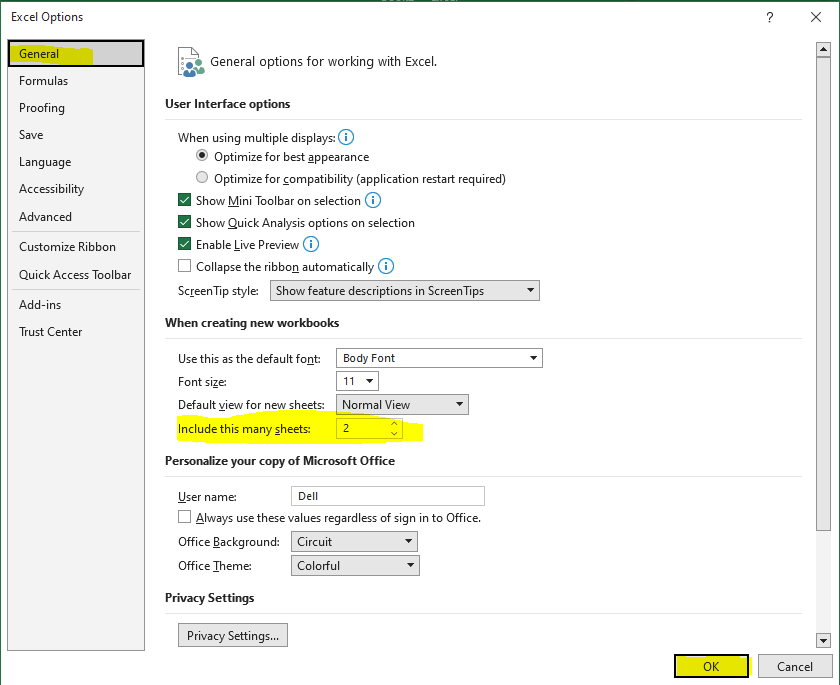 Excel Options
?
General
Formulas
Proofing
Save
Language
Accessibility
Advanced
Customize Ribbon
Quick Access Toolbar
Add-ins
Trust Center
General options for working with Excel.
User Interface options
When using multiple displays:
Optimize for best appearance
Optimize for compatibility (application restart required)
Show Mini Toolbar on selection
Show Quick Analysis options on selection
Enable Live Preview
Collapse the ribbon automatically
ScreenTip style: Show feature descriptions in ScreenTips
When creating new workbooks
Use this as the default font: Body Font
Font size: 11
Default view for new sheets: Normal View
Include this many sheets: 2
Personalize your copy of Microsoft Office
User name: Dell
Always use these values regardless of sign in to Office.
Office Background: Circuit
Office Theme: Colorful
Privacy Settings
Privacy Settings...
OK Cancel